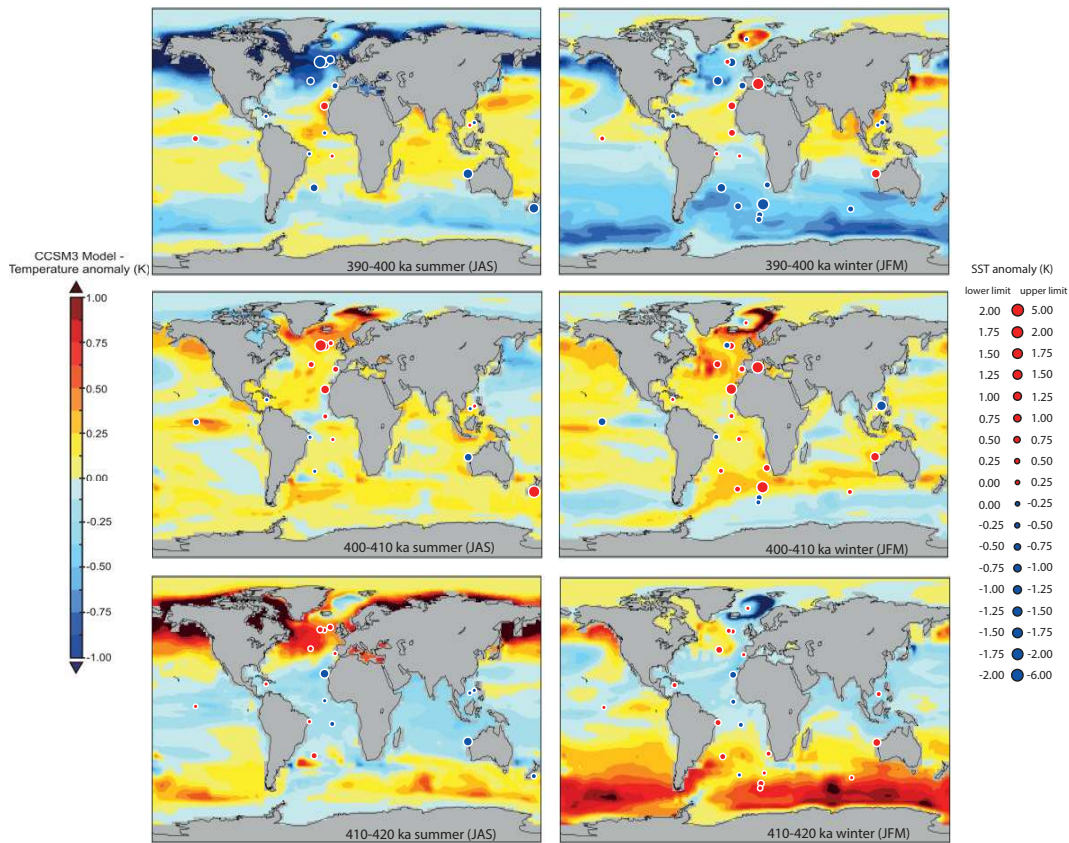 390-400 ka summer (JAS)
390-400 ka winter (JFM)
CCSM3 Model -
Temperature anomaly (K)
1.00
0.75
0.50
0.25
0.00
-0.25
-0.50
-0.75
-1.00
400-410 ka summer (JAS)
400-410 ka winter (JFM)
SST anomaly (K)
lower limit upper limit
2.00 5.00
1.75 2.00
1.50 1.75
1.25 1.50
1.00 1.25
0.75 1.00
0.50 0.75
0.25 0.50
0.00 0.25
0.00 -0.25
-0.25 -0.50
-0.50 -0.75
-0.75 -1.00
-1.00 -1.25
-1.25 -1.50
-1.50 -1.75
-1.75 -2.00
-2.00 -6.00
410-420 ka summer (JAS)
410-420 ka winter (JFM)